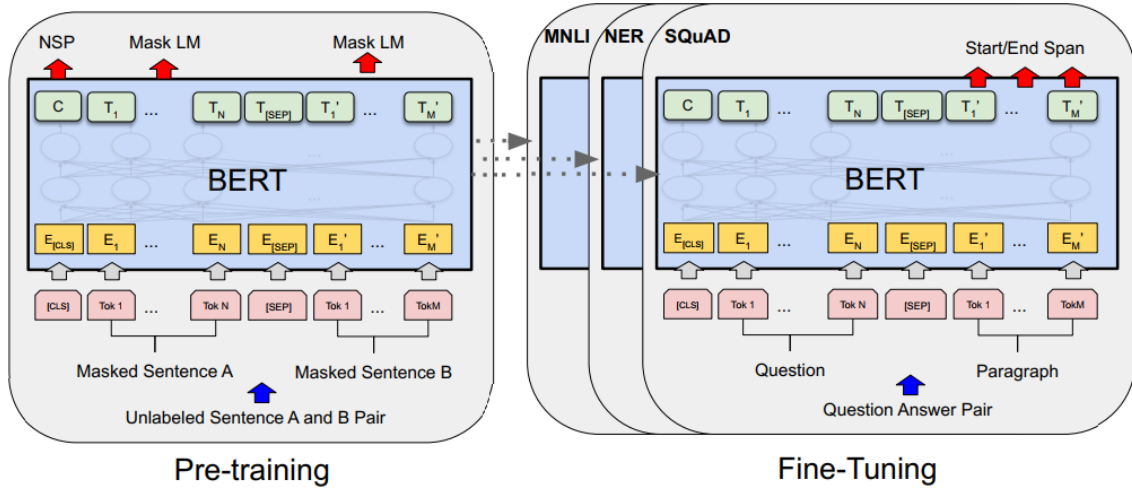 NSP Mask LM Mask LM
C T1 ... TN T[SEP] T1' ... TM'
...
BERT
...
E[CLS] E1 ... EN E[SEP] E1' ... EM'
[CLS] Tok 1 ... Tok N [SEP] Tok 1 ... TokM
Masked Sentence A Masked Sentence B
Unlabeled Sentence A and B Pair
Pre-training
MNLI NER SQuAD
Start/End Span
C T1 ... TN T[SEP] T1' ... TM'
...
BERT
...
E[CLS] E1 ... EN E[SEP] E1' ... EM'
[CLS] Tok 1 ... Tok N [SEP] Tok 1 ... TokM
Question Paragraph
Question Answer Pair
Fine-Tuning